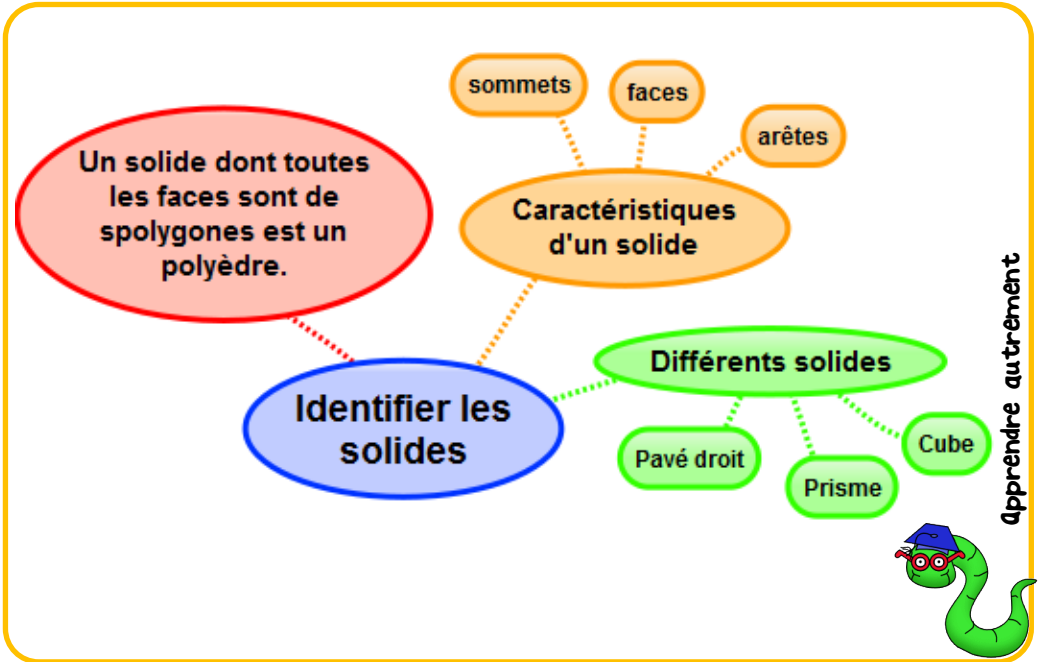 sommets
faces
arêtes
Un solide dont toutes
les faces sont de
spolygones est un
polyèdre.
Caractéristiques
d'un solide
Différents solides
Identifier les
solides
Pavé droit
Prisme
Cube
apprendre autrement